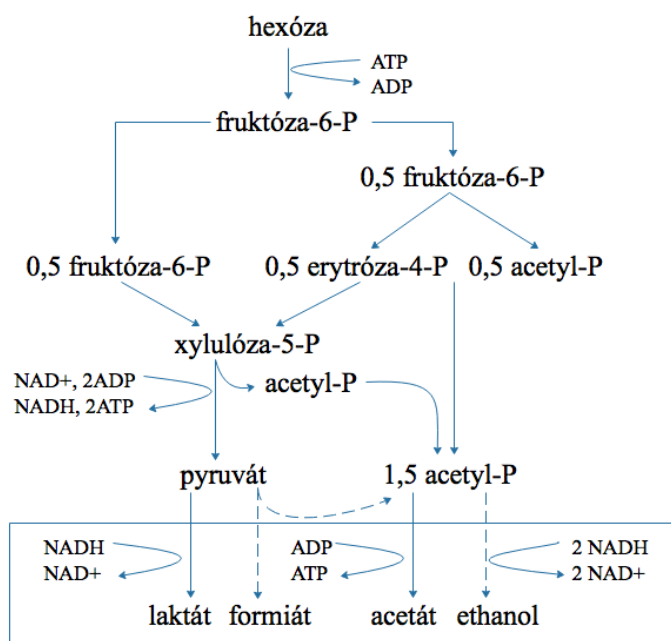 hexóza
ATP
ADP
fruktóza-6-P
0,5 fruktóza-6-P
0,5 fruktóza-6-P 0,5 erytróza-4-P 0,5 acetyl-P
xylulóza-5-P
NAD+, 2ADP
NADH, 2ATP
acetyl-P
pyruvát 1,5 acetyl-P
NADH ADP 2 NADH
NAD+ ATP 2 NAD+
laktát formiát acetát ethanol